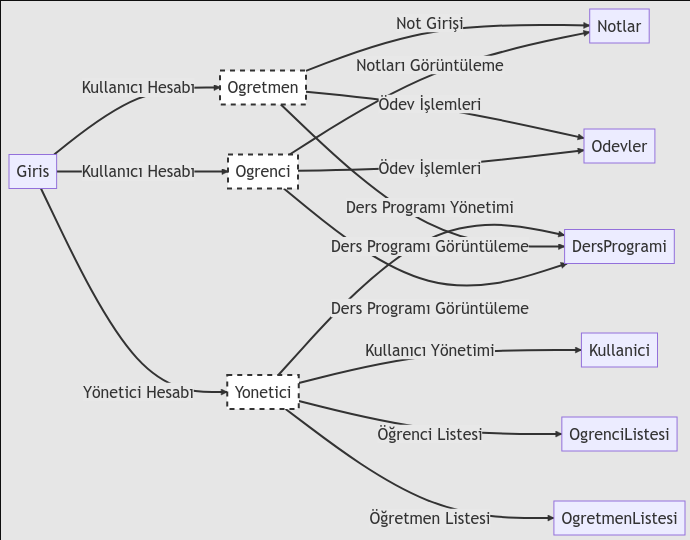 Not Girişi
Notlar
Notları Görüntüleme
Kullanıcı Hesabı
Ogretmen
Ödev İşlemleri
Odevler
Giris
Kullanıcı Hesabı
Ogrenci
Ödev İşlemleri
Ders Programı Yönetimi
Ders Programı Görüntüleme
DersProgrami
Ders Programı Görüntüleme
Kullanıcı Yönetimi
Kullanici
Yönetici Hesabı
Yonetici
Öğrenci Listesi
OgrenciListesi
Öğretmen Listesi
OgretmenListesi